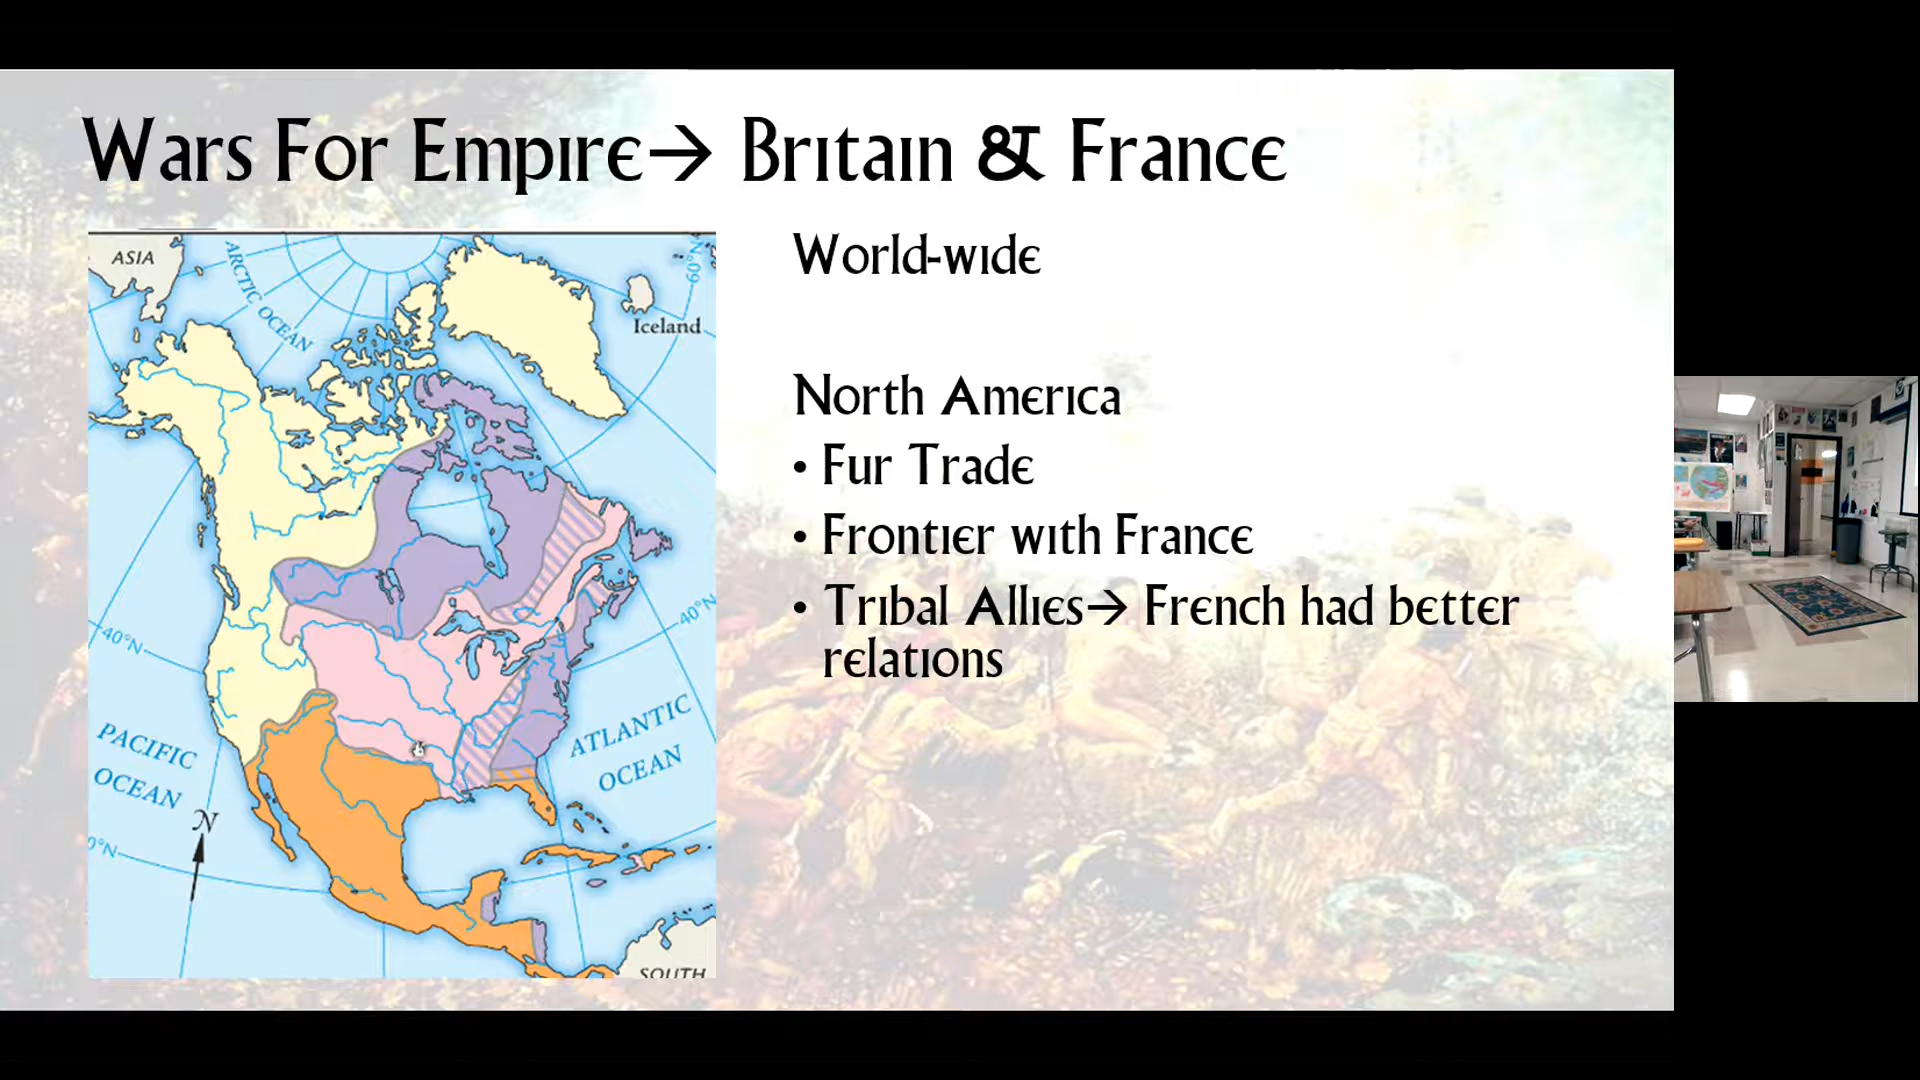 Wars For Empire→ Britain & France
World-wide
North America
• Fur Trade
• Frontier with France
• Tribal Allies→ French had better
relations
ASIA
ARCTIC OCEAN
60°N
Iceland
40°N
40°N
PACIFIC
OCEAN
ATLANTIC
OCEAN
N
0°N
SOUTH